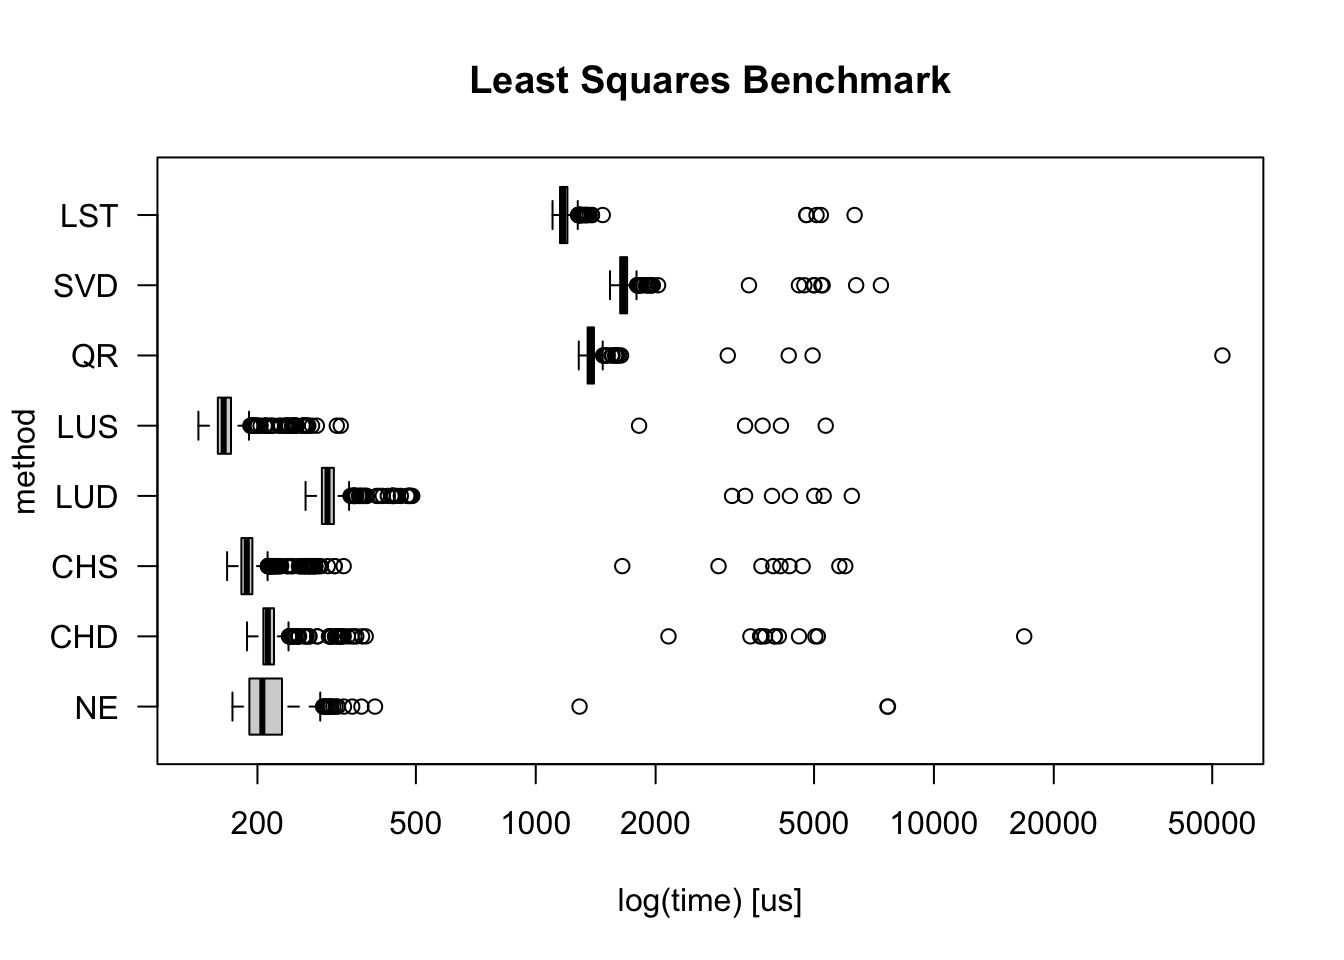 Least Squares Benchmark
method
LST
SVD
QR
LUS
LUD
CHS
CHD
NE
200 500 1000 2000 5000 10000 20000 50000
log(time) [us]